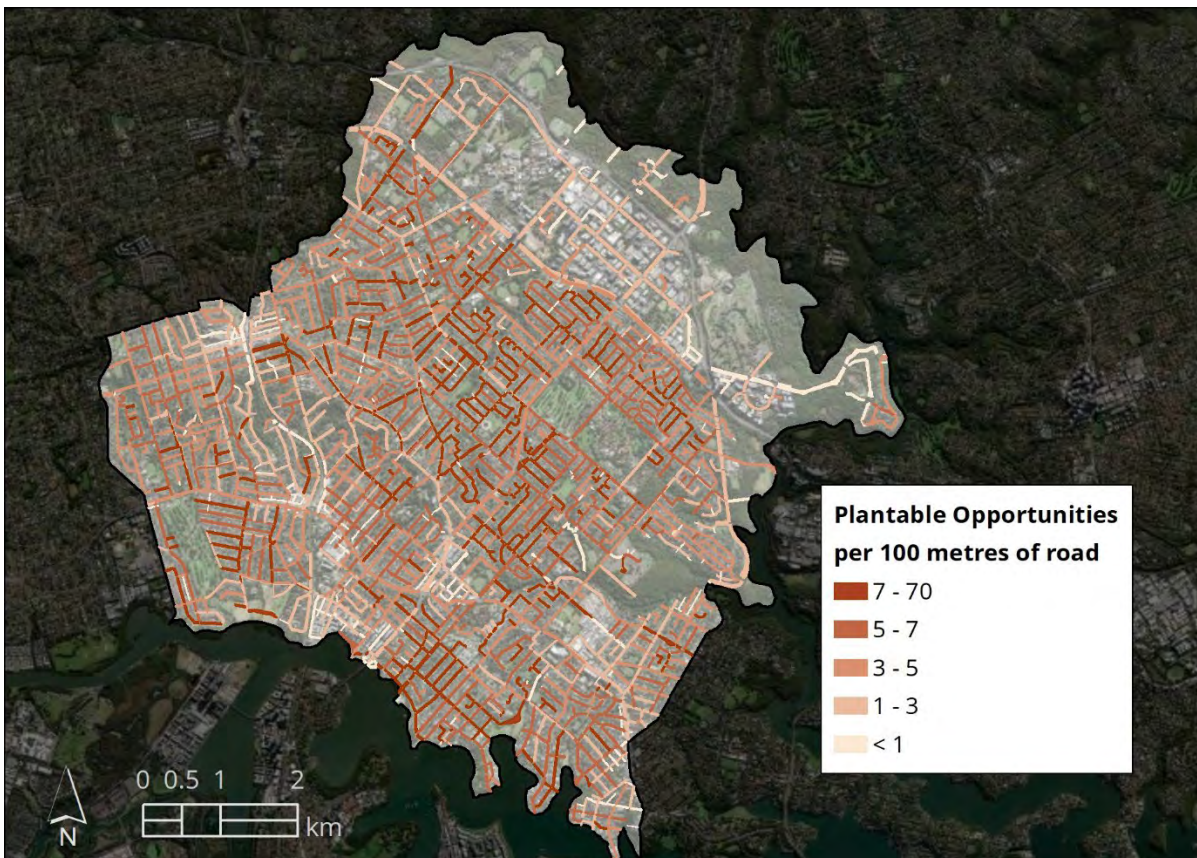 Plantable Opportunities
per 100 metres of road
7 - 70
5 - 7
3 - 5
1 - 3
< 1
0 0.5 1 2
km
N